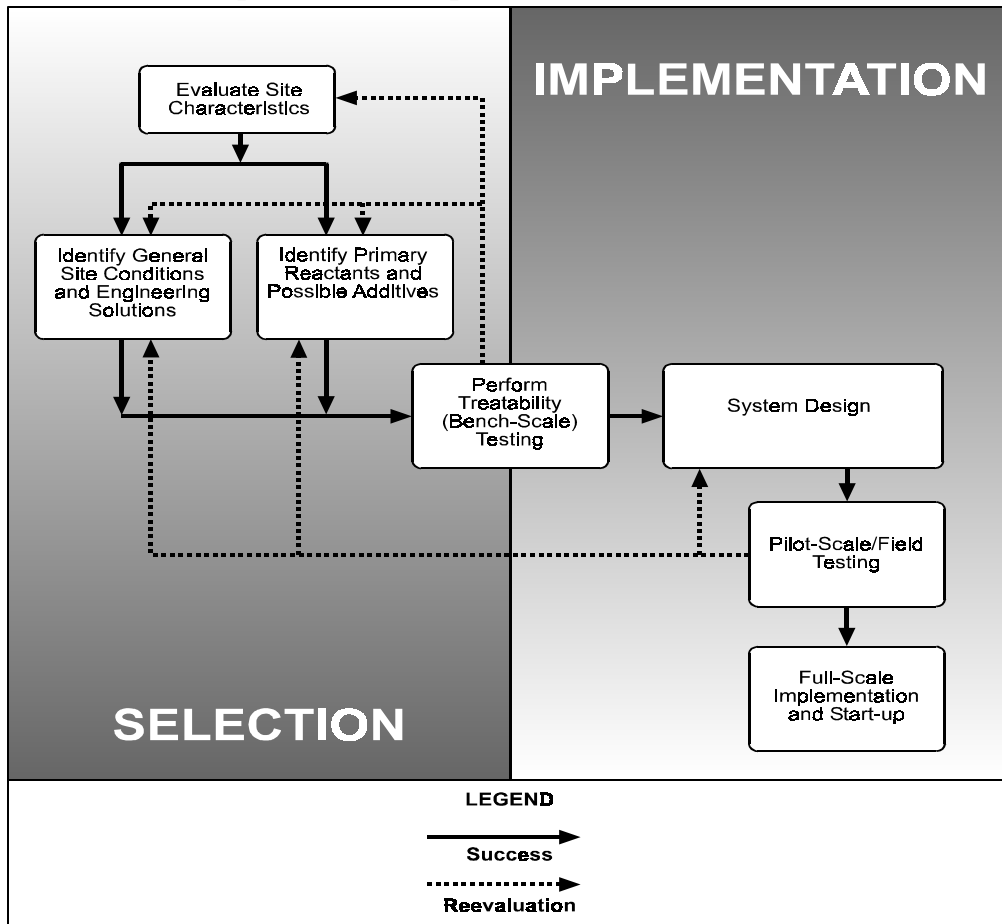 IMPLEMENTATION
Evaluate Site
Characteristics
Identify General
Site Conditions
and Engineering
Solutions
Identify Primary
Reactants and
Possible Additives
Perform
Treatability
(Bench-Scale)
Testing
System Design
Pilot-Scale/Field
Testing
Full-Scale
Implementation
and Start-up
SELECTION
LEGEND
Success
Reevaluation